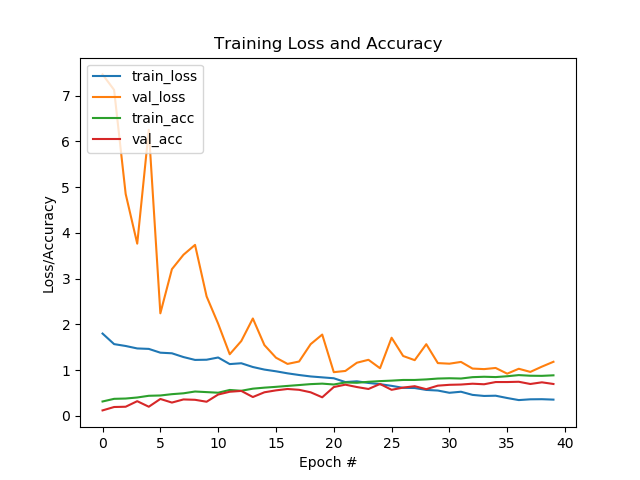 Training Loss and Accuracy
train_loss
val_loss
train_acc
val_acc
Loss/Accuracy
7
6
5
4
3
2
1
0
0 5 10 15 20 25 30 35 40
Epoch #